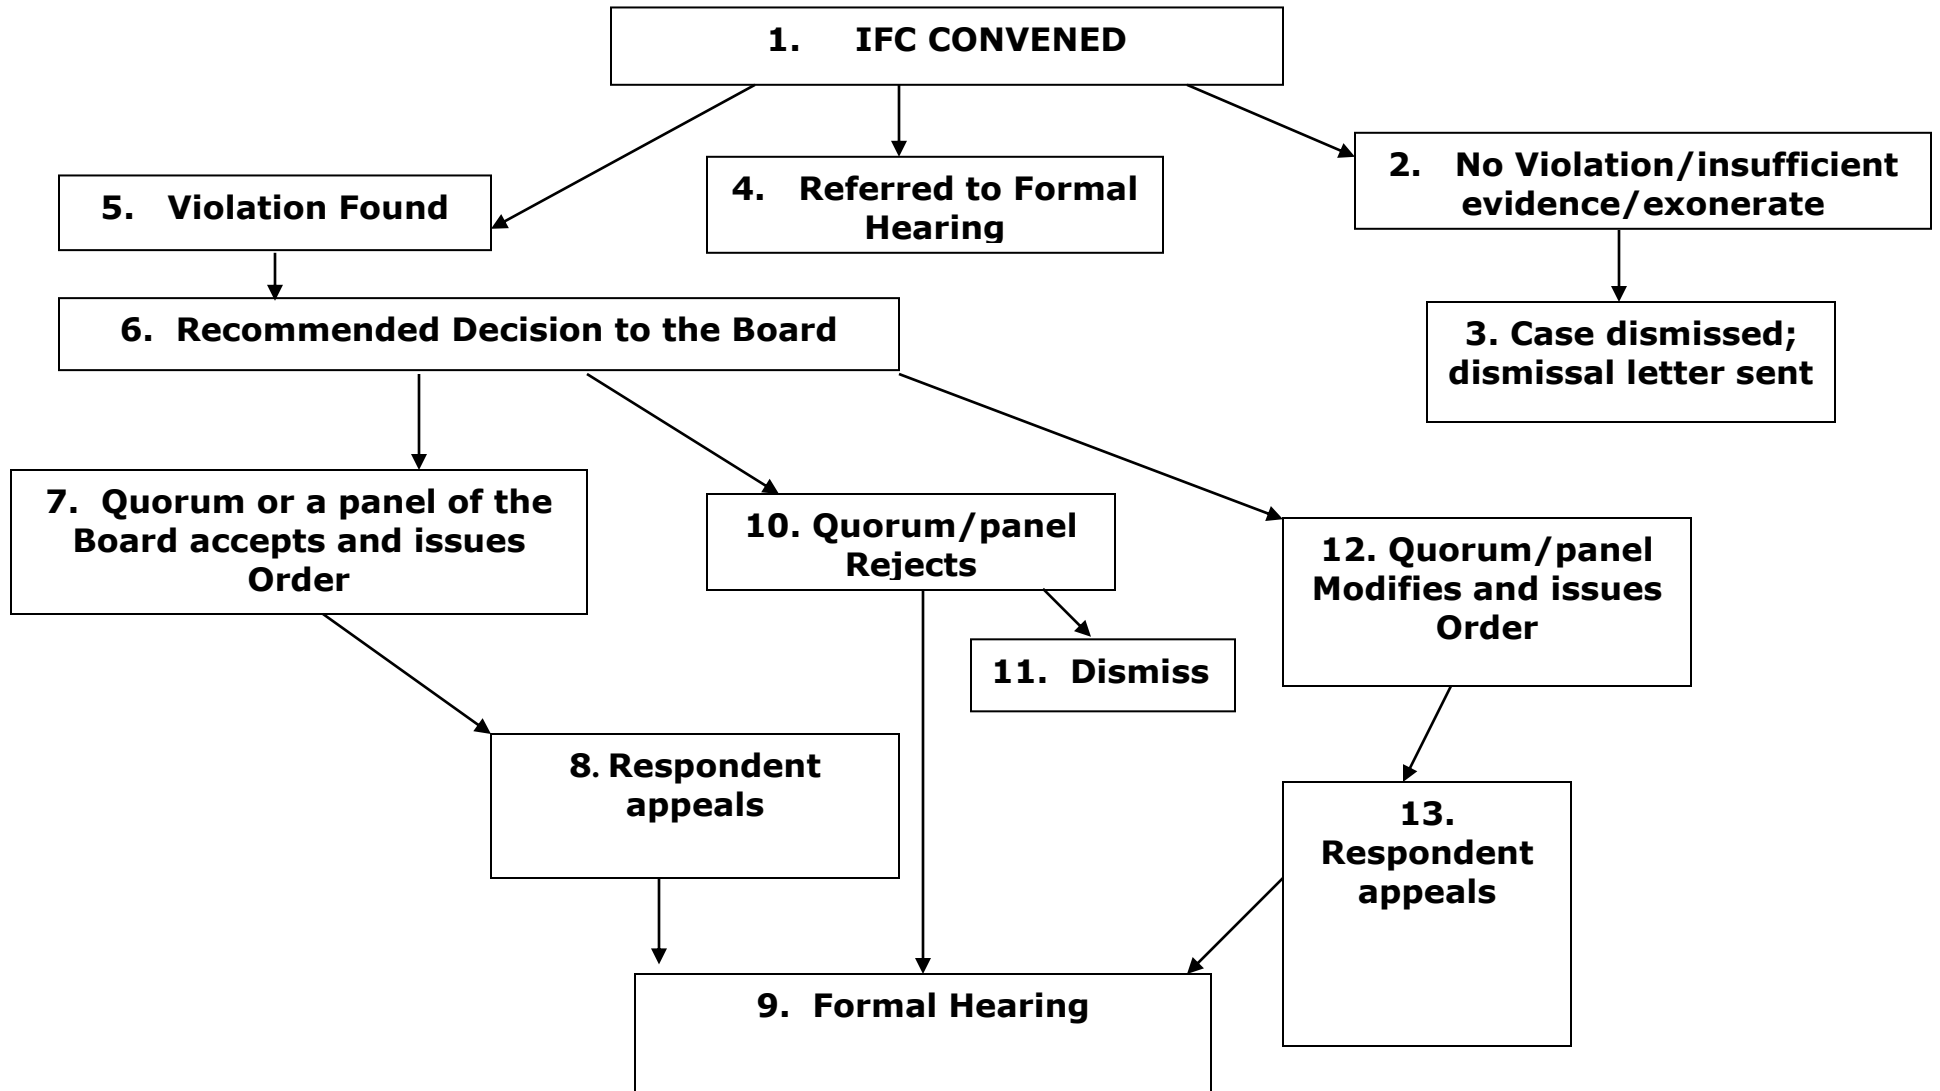 1. IFC CONVENED
2. No Violation/insufficient
evidence/exonerate
4. Referred to Formal
Hearing
5. Violation Found
6. Recommended Decision to the Board
3. Case dismissed;
dismissal letter sent
7. Quorum or a panel of the
Board accepts and issues
Order
10. Quorum/panel
Rejects
12. Quorum/panel
Modifies and issues
Order
11. Dismiss
8. Respondent
appeals
13.
Respondent
appeals
9. Formal Hearing